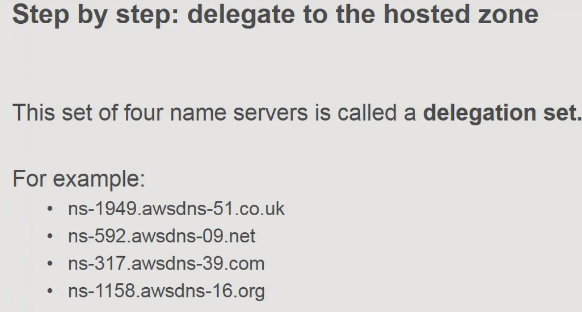 Step by step: delegate to the hosted zone
This set of four name servers is called a delegation set.
For example:
• ns-1949.awsdns-51.co.uk
• ns-592.awsdns-09.net
• ns-317.awsdns-39.com
• ns-1158.awsdns-16.org